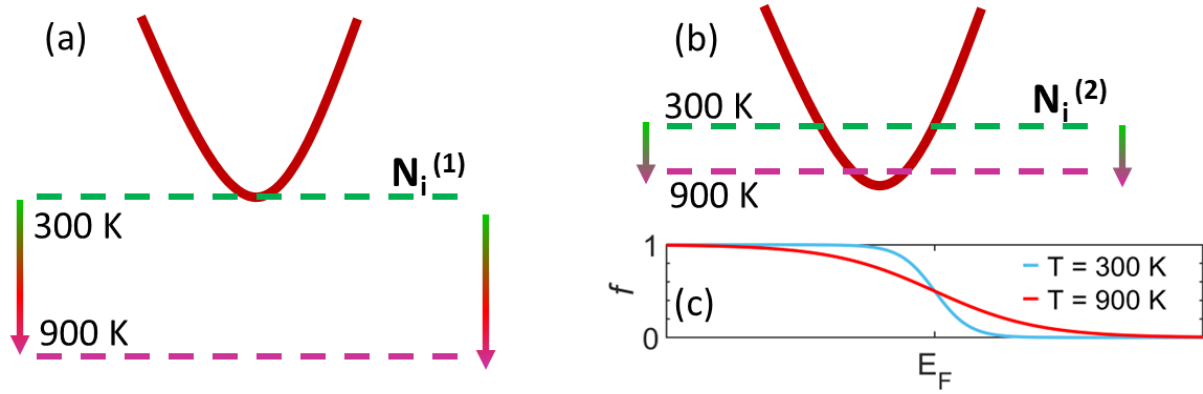 (a)
N_i^(1)
300 K
900 K
(b)
300 K
N_i^(2)
900 K
1
f
0
(c)
T = 300 K
T = 900 K
E_F